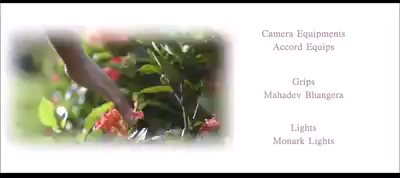 Camera Equipments
Accord Equips
Grips
Mahadev Bhangera
Lights
Monark Lights